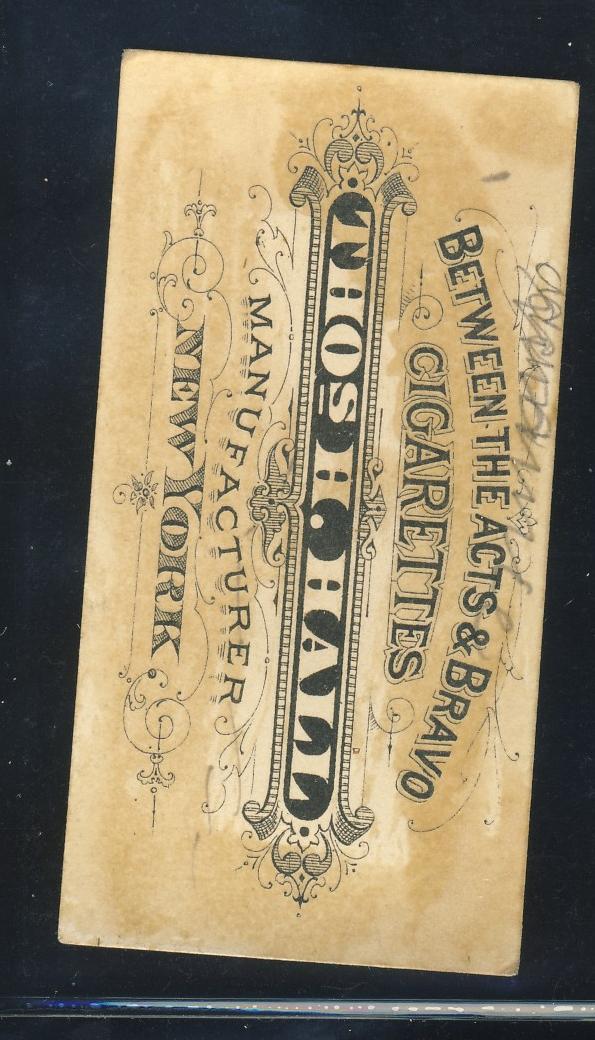 BETWEEN THE ACTS & BRAVO
CIGARETTES
THOS H HALL
MANUFACTURER
NEW YORK